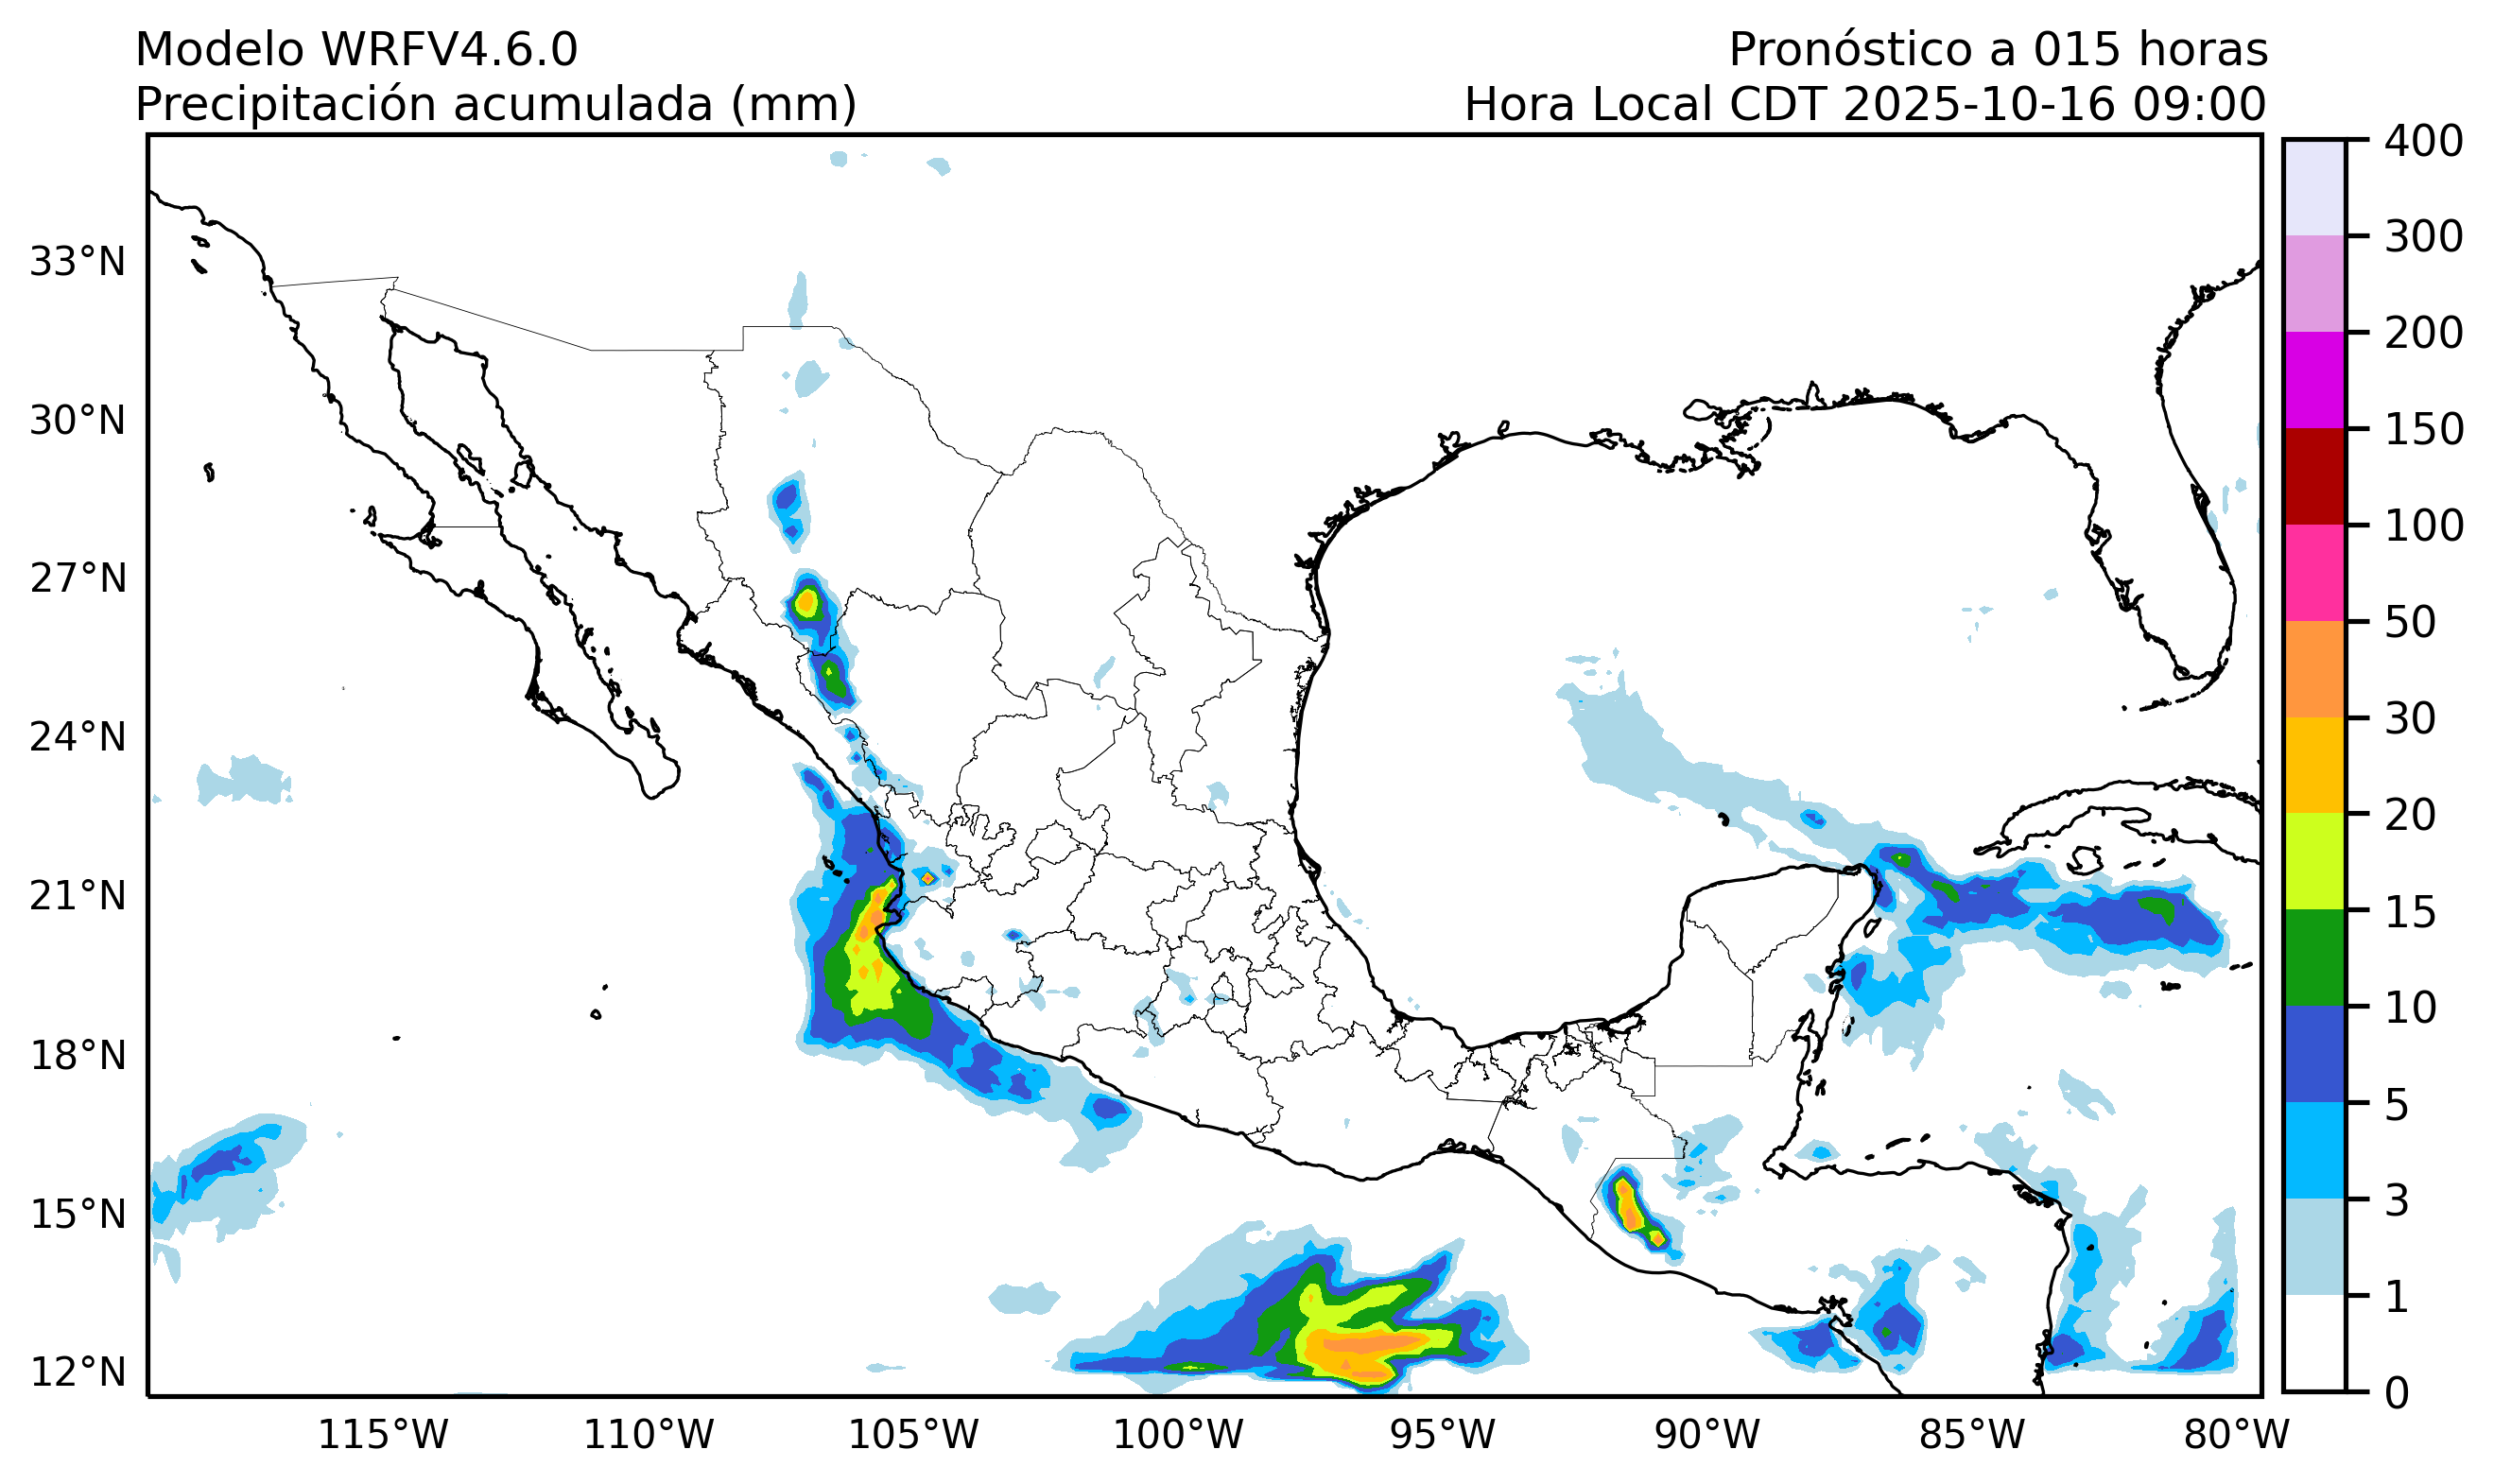 Modelo WRFV4.6.0
Pronóstico a 015 horas
Precipitación acumulada (mm)
Hora Local CDT 2025-10-16 09:00
33°N
30°N
27°N
24°N
21°N
18°N
15°N
12°N
115°W
110°W
105°W
100°W
95°W
90°W
85°W
80°W
400
300
200
150
100
50
30
20
15
10
5
3
1
0